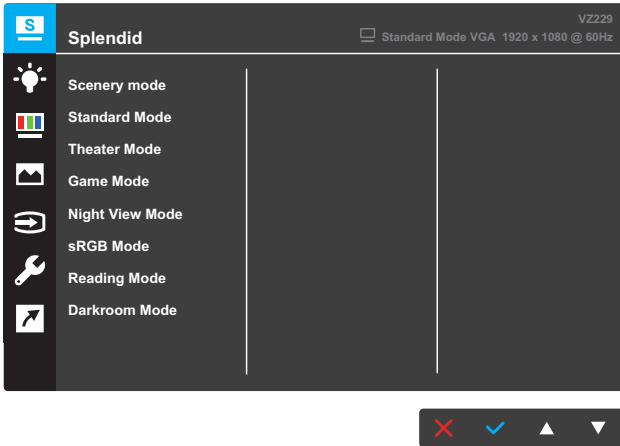 S
VZ229
Splendid
Standard Mode VGA 1920 x 1080 @ 60Hz
Scenery mode
Standard Mode
Theater Mode
Game Mode
Night View Mode
sRGB Mode
Reading Mode
Darkroom Mode